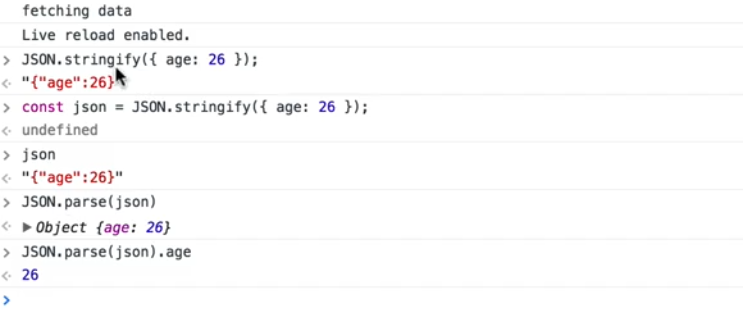 fetching data
Live reload enabled.
> JSON.stringify({ age: 26 });
<· "{"age":26}
> const json = JSON.stringify({ age: 26 });
<· undefined
> json
<· "{"age":26}"
> JSON.parse(json)
<· ▶ Object {age: 26}
> JSON.parse(json).age
<· 26
>